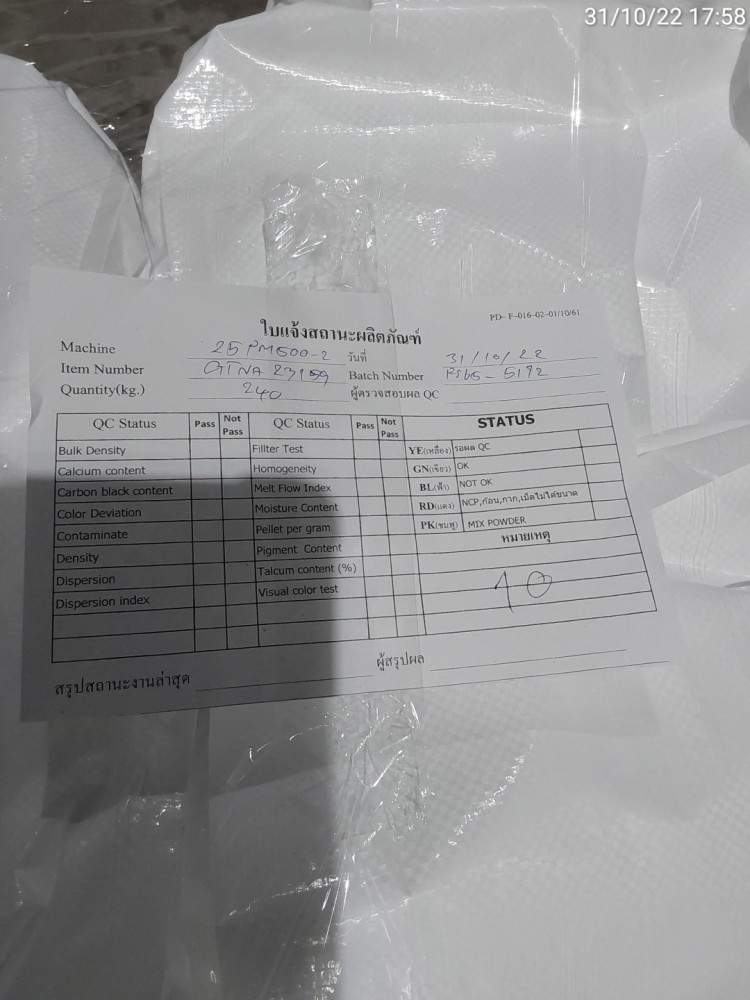 31/10/22 17:58
PD- F-016-02-01/10/61
ใบแจ้งสถานะผลิตภัณฑ์
Machine 25PM500-2 วันที่ 31/10/22
Item Number Batch Number
Quantity(kg.) 240 ผู้ตรวจสอบผล QC
QC Status Pass Not Pass QC Status Pass Not Pass STATUS
Bulk Density Fillter Test YE(เหลือง) รอผล QC
Calcium content Homogeneity GN(เขียว) OK
Carbon black content Melt Flow Index BL(ฟ้า) NOT OK
Color Deviation Moisture Content RD(แดง) NCP,ก้อน,กาก,เม็ดไม่ได้ขนาด
Contaminate Pellet per gram PK(ชมพู) MIX POWDER
Density Pigment Content หมายเหตุ
Dispersion Talcum content (%)
Dispersion index Visual color test 10
สรุปสถานะงานล่าสุด ผู้สรุปผล